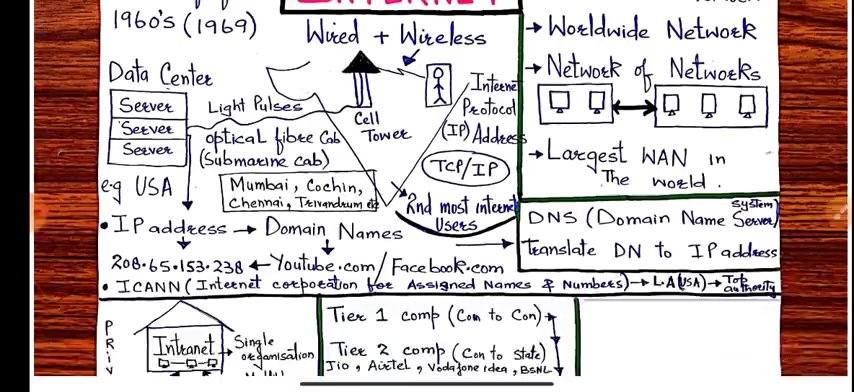 1960's (1969)
INTERNET
Wired + Wireless
Data Center
Server
Server
Server
Light Pulses
optical fibre Cab
(Submarine cab)
Cell
Tower
Internet
Protocol
(IP) Address
TCP/IP
e.g USA
Mumbai, Cochin,
Chennai, Trivandrum etc
2nd most internet
Users
• IP address → Domain Names
208.65.153.238 ← Youtube.com/Facebook.com
• ICANN (Internet corporation for Assigned Names & Numbers) → L.A (USA) → Top authority
→ Worldwide Network
→ Network of Networks
→ Largest WAN in
The world.
DNS (Domain Name Server/System)
translate DN to IP address
PRIV
Intranet
→ Single
organisation
Tier 1 comp (Con to Con)
Tier 2 comp (Con to State)
Jio, Airtel, Vodafone idea, BSNL